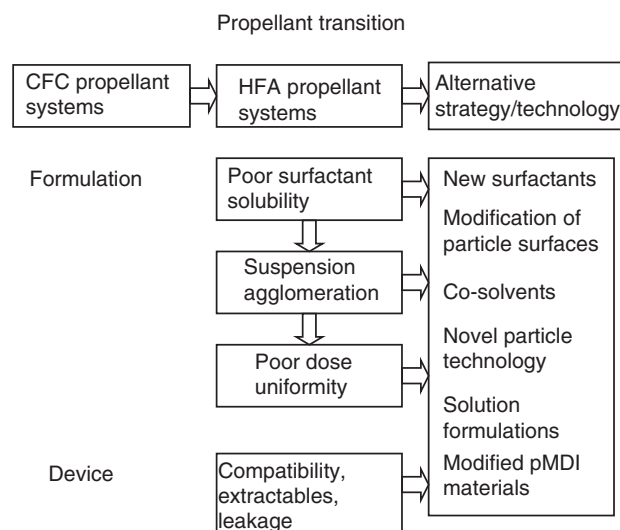 Propellant transition
CFC propellant
systems
HFA propellant
systems
Alternative
strategy/technology
Formulation
Poor surfactant
solubility
Suspension
agglomeration
Poor dose
uniformity
New surfactants
Modification of
particle surfaces
Co-solvents
Novel particle
technology
Solution
formulations
Modified pMDI
materials
Device
Compatibility,
extractables,
leakage